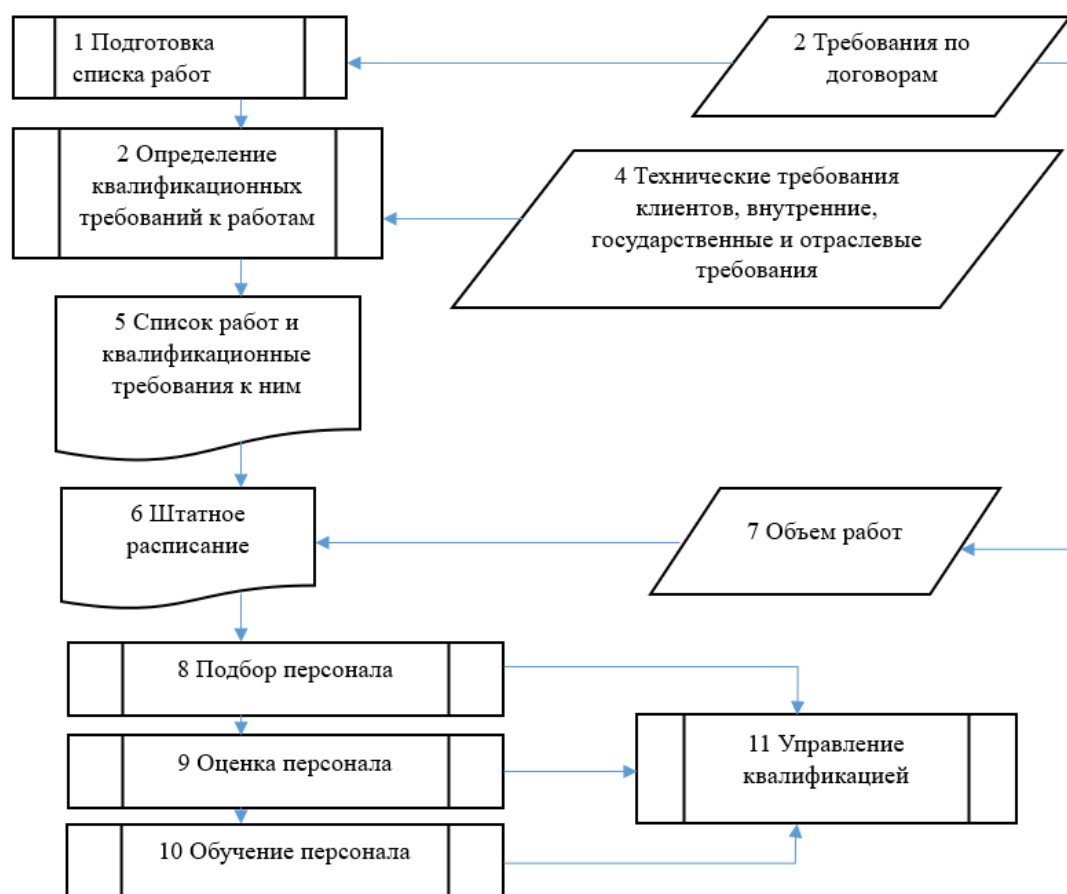 1 Подготовка
списка работ
2 Требования по
договорам
2 Определение
квалификационных
требований к работам
4 Технические требования
клиентов, внутренние,
государственные и отраслевые
требования
5 Список работ и
квалификационные
требования к ним
6 Штатное
расписание
7 Объем работ
8 Подбор персонала
9 Оценка персонала
11 Управление
квалификацией
10 Обучение персонала